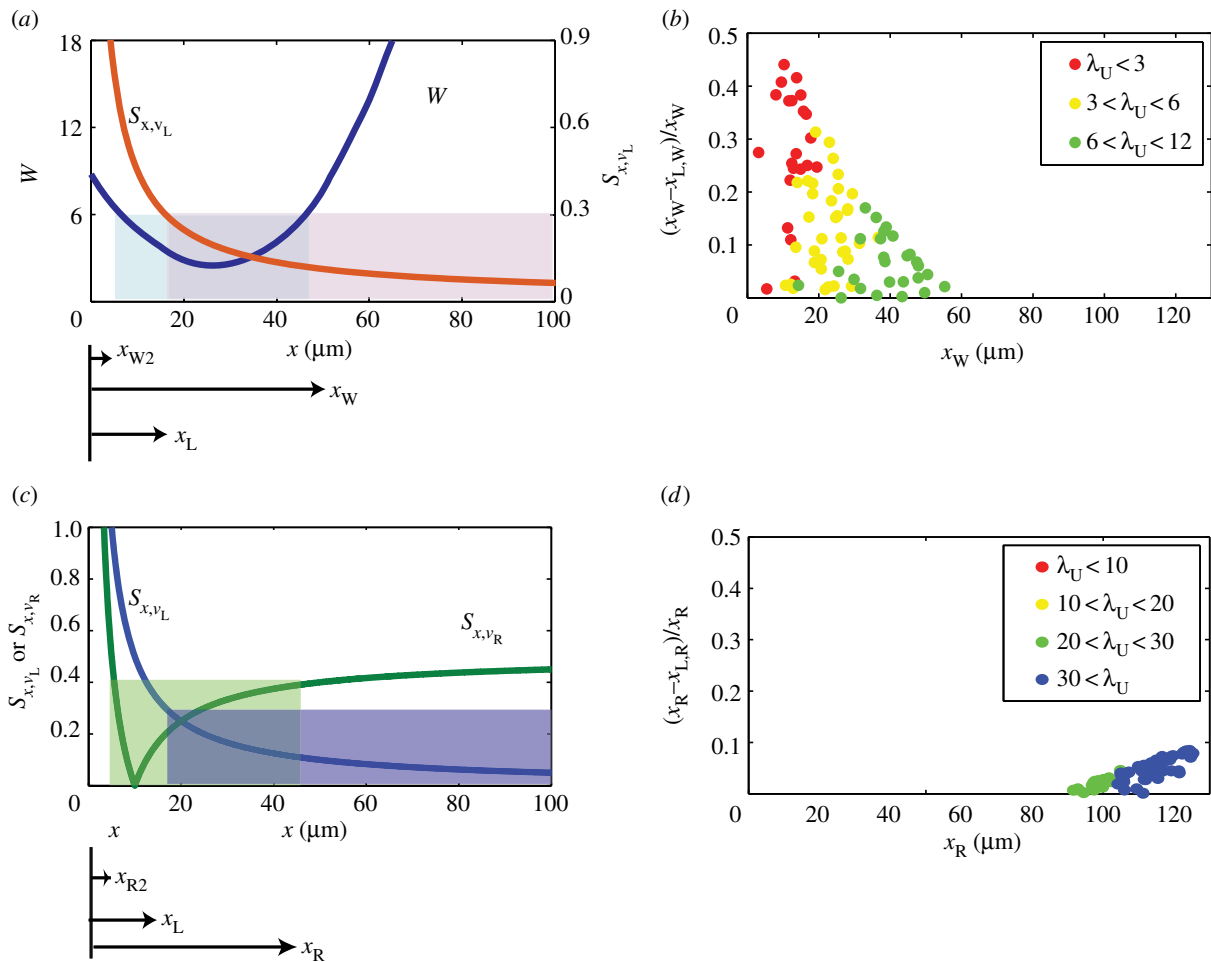 (a)
18
12
6
0
W
0.9
0.6
0.3
0
S_{x,v_L}
S_{x,v_L}
W
20 40 60 80 100
x (µm)
x_{W2}
x_W
x_L
(b)
0.5
0.4
0.3
0.2
0.1
(x_W−x_{L,W})/x_W
λ_U < 3
3 < λ_U < 6
6 < λ_U < 12
0 20 40 60 80 100 120
x_W (µm)
(c)
1.0
0.8
0.6
0.4
0.2
S_{x,v_L} or S_{x,v_R}
S_{x,v_L}
S_{x,v_R}
0 20 40 60 80 100
x x (µm)
x_{R2}
x_L
x_R
(d)
0.5
0.4
0.3
0.2
0.1
(x_R−x_{L,R})/x_R
λ_U < 10
10 < λ_U < 20
20 < λ_U < 30
30 < λ_U
0 20 40 60 80 100 120
x_R (µm)